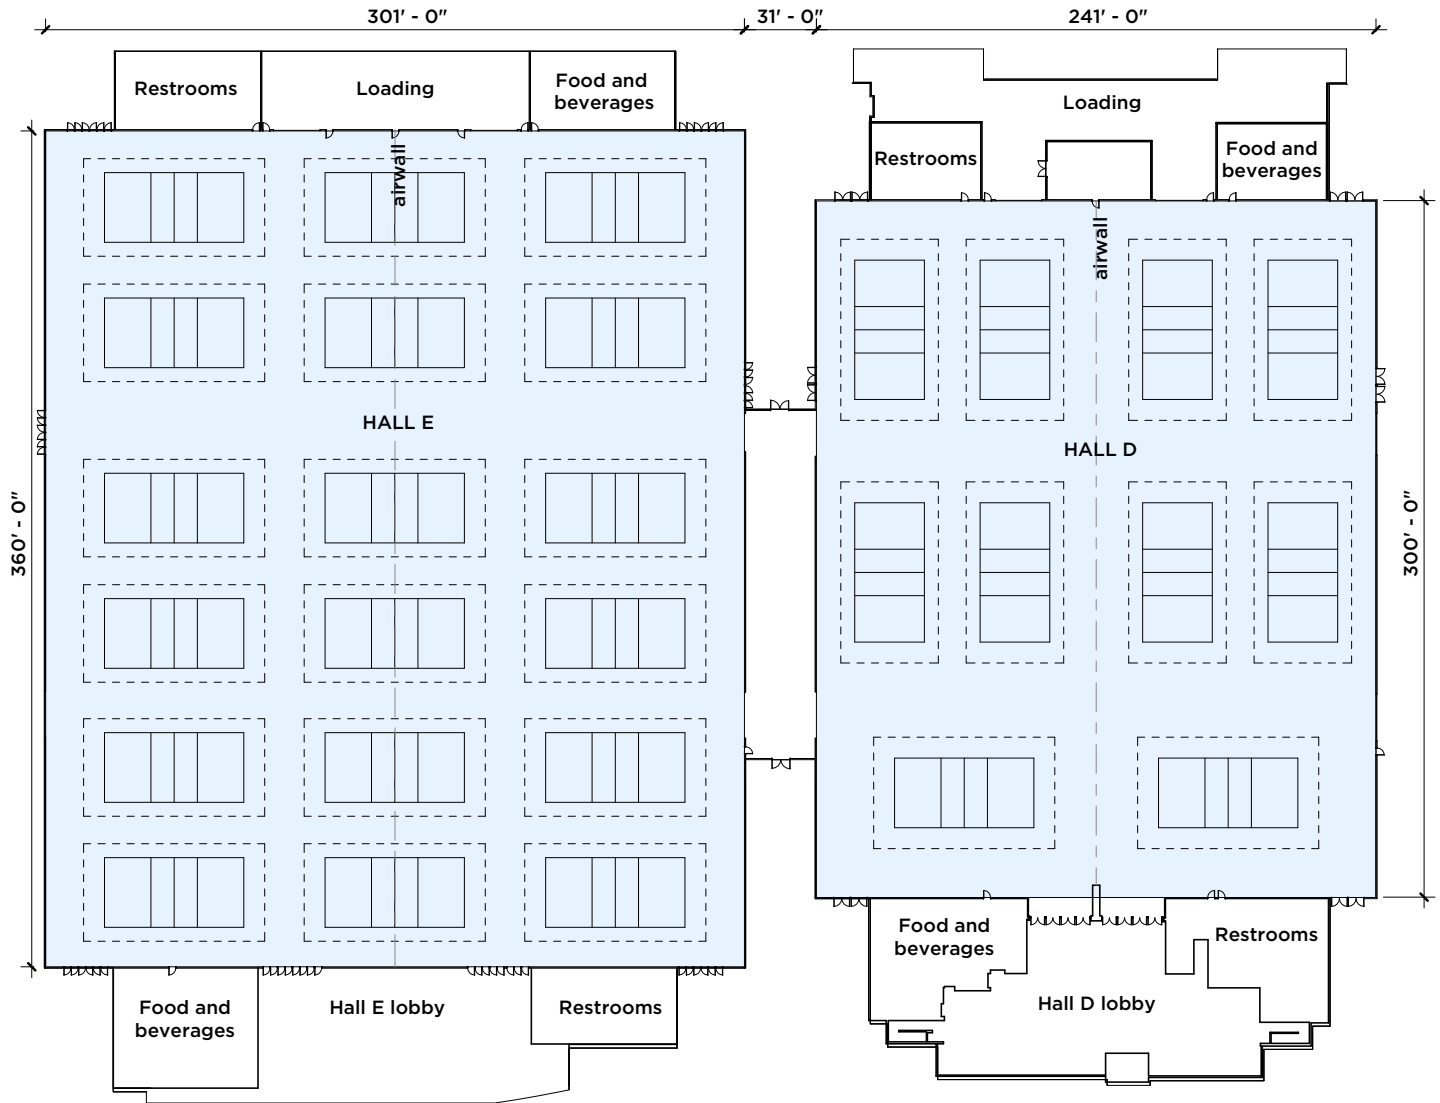 301' - 0"
31' - 0"
241' - 0"
Restrooms
Loading
Food and
beverages
Loading
Restrooms
Food and
beverages
airwall
airwall
HALL E
HALL D
360' - 0"
300' - 0"
Food and
beverages
Hall E lobby
Restrooms
Food and
beverages
Restrooms
Hall D lobby